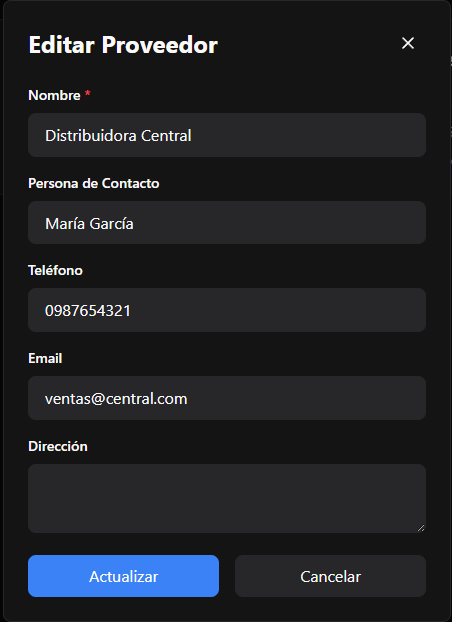 Editar Proveedor
Nombre *
Distribuidora Central
Persona de Contacto
María García
Teléfono
0987654321
Email
ventas@central.com
Dirección
Actualizar
Cancelar